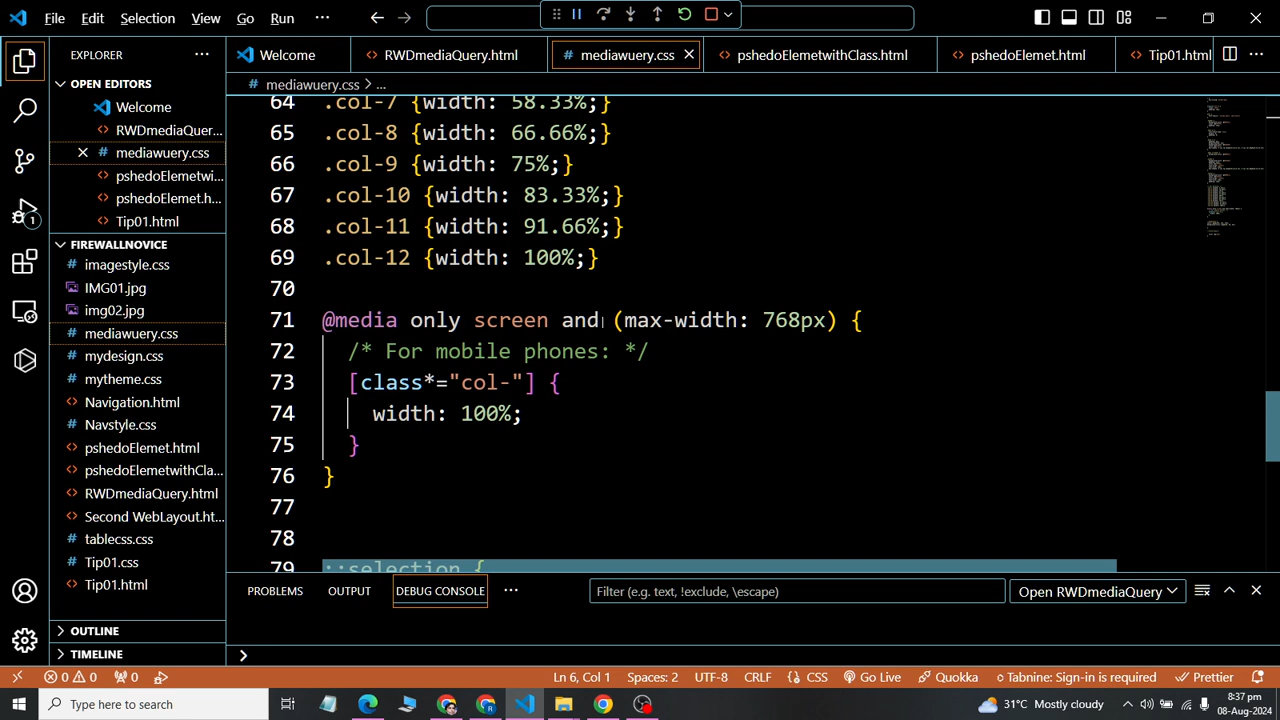 File Edit Selection View Go Run ···
EXPLORER ···
Welcome
RWDmediaQuery.html
# mediawuery.css
pshedoElemetwithClass.html
pshedoElemet.html
Tip01.html
···
OPEN EDITORS
Welcome
RWDmediaQuer...
# mediawuery.css
pshedoElemetwi...
pshedoElemet.h...
Tip01.html
FIREWALLNOVICE
# imagestyle.css
IMG01.jpg
img02.jpg
# mediawuery.css
# mydesign.css
# mytheme.css
Navigation.html
# Navstyle.css
pshedoElemet.html
pshedoElemetwithCla...
RWDmediaQuery.html
Second WebLayout.ht...
# tablecss.css
# Tip01.css
Tip01.html
OUTLINE
TIMELINE
1
# mediawuery.css > ...
64 .col-7 {width: 58.33%;}
65 .col-8 {width: 66.66%;}
66 .col-9 {width: 75%;}
67 .col-10 {width: 83.33%;}
68 .col-11 {width: 91.66%;}
69 .col-12 {width: 100%;}
70
71 @media only screen and (max-width: 768px) {
72 /* For mobile phones: */
73 [class*="col-"] {
74 width: 100%;
75 }
76 }
77
78
79 ::selection {
PROBLEMS OUTPUT DEBUG CONSOLE ···
Filter (e.g. text, !exclude, \escape)
Open RWDmediaQuery
>
0 0 0
Ln 6, Col 1 Spaces: 2 UTF-8 CRLF {} CSS Go Live Quokka Tabnine: Sign-in is required Prettier
Type here to search
31°C Mostly cloudy
8:37 pm
08-Aug-2024